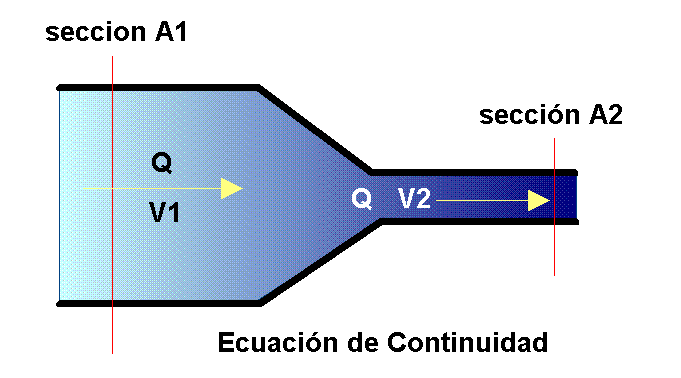 seccion A1
sección A2
Q
V1
Q V2
Ecuación de Continuidad